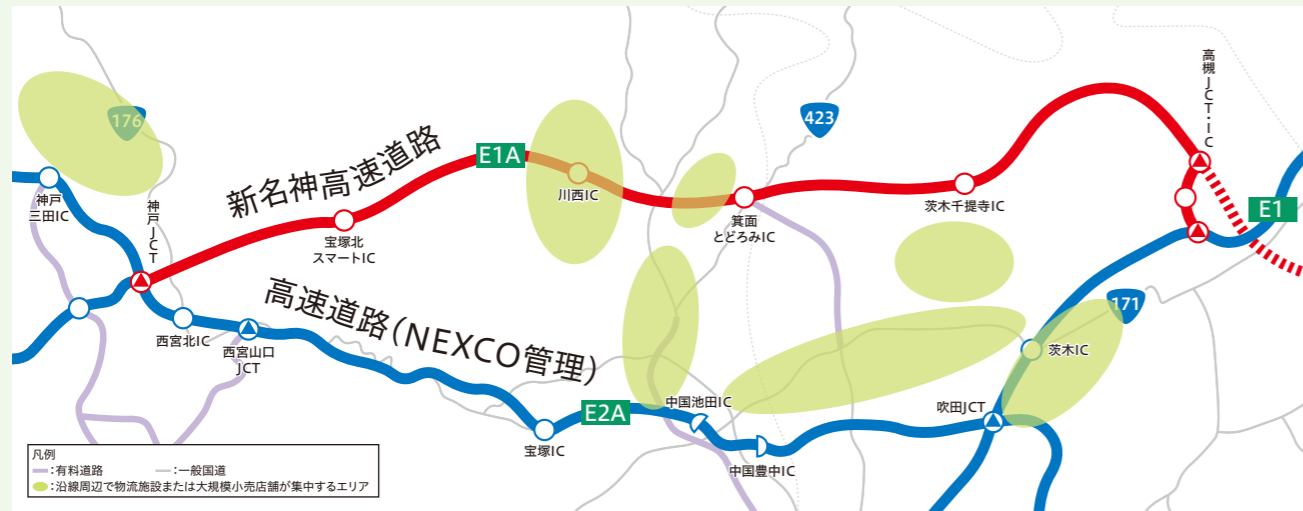 176
神戸
三田IC
神戸JCT
新名神高速道路
宝塚北
スマートIC
E1A
川西IC
423
箕面
とどろみIC
茨木千提寺IC
高槻JCT・IC
E1
西宮北IC
西宮山口
JCT
高速道路(NEXCO管理)
宝塚IC
E2A
中国池田IC
中国豊中IC
吹田JCT
茨木IC
171
凡例
:有料道路
:一般国道
:沿線周辺で物流施設または大規模小売店舗が集中するエリア